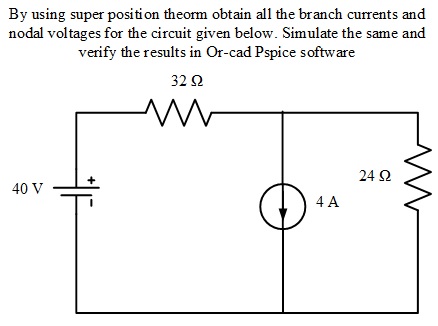 By using super position theorm obtain all the branch currents and
nodal voltages for the circuit given below. Simulate the same and
verify the results in Or-cad Pspice software
32 Ω
24 Ω
40 V
+
-
4 A